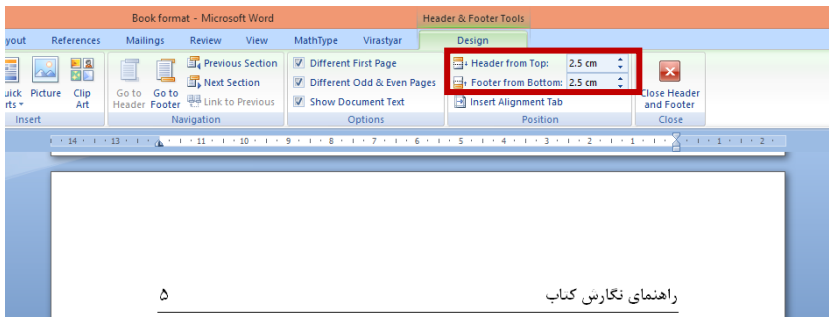 Book format - Microsoft Word
Header & Footer Tools
yout References Mailings Review View MathType Virastyar Design
Previous Section
Next Section
Link to Previous
Different First Page
Different Odd & Even Pages
Show Document Text
Header from Top: 2.5 cm
Footer from Bottom: 2.5 cm
Insert Alignment Tab
uick
rts
Picture
Clip
Art
Go to
Header
Go to
Footer
Close Header
and Footer
Insert Navigation Options Position Close
14 13 11 10 9 8 7 6 5 4 3 2 1 1 2
راهنمای نگارش کتاب ۵